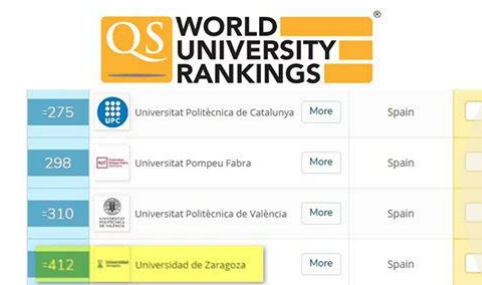 QS WORLD
UNIVERSITY
RANKINGS
®
=275 UPC Universitat Politècnica de Catalunya More Spain
298 Universitat Pompeu Fabra More Spain
=310 Universitat Politècnica de València More Spain
=412 Universidad de Zaragoza More Spain